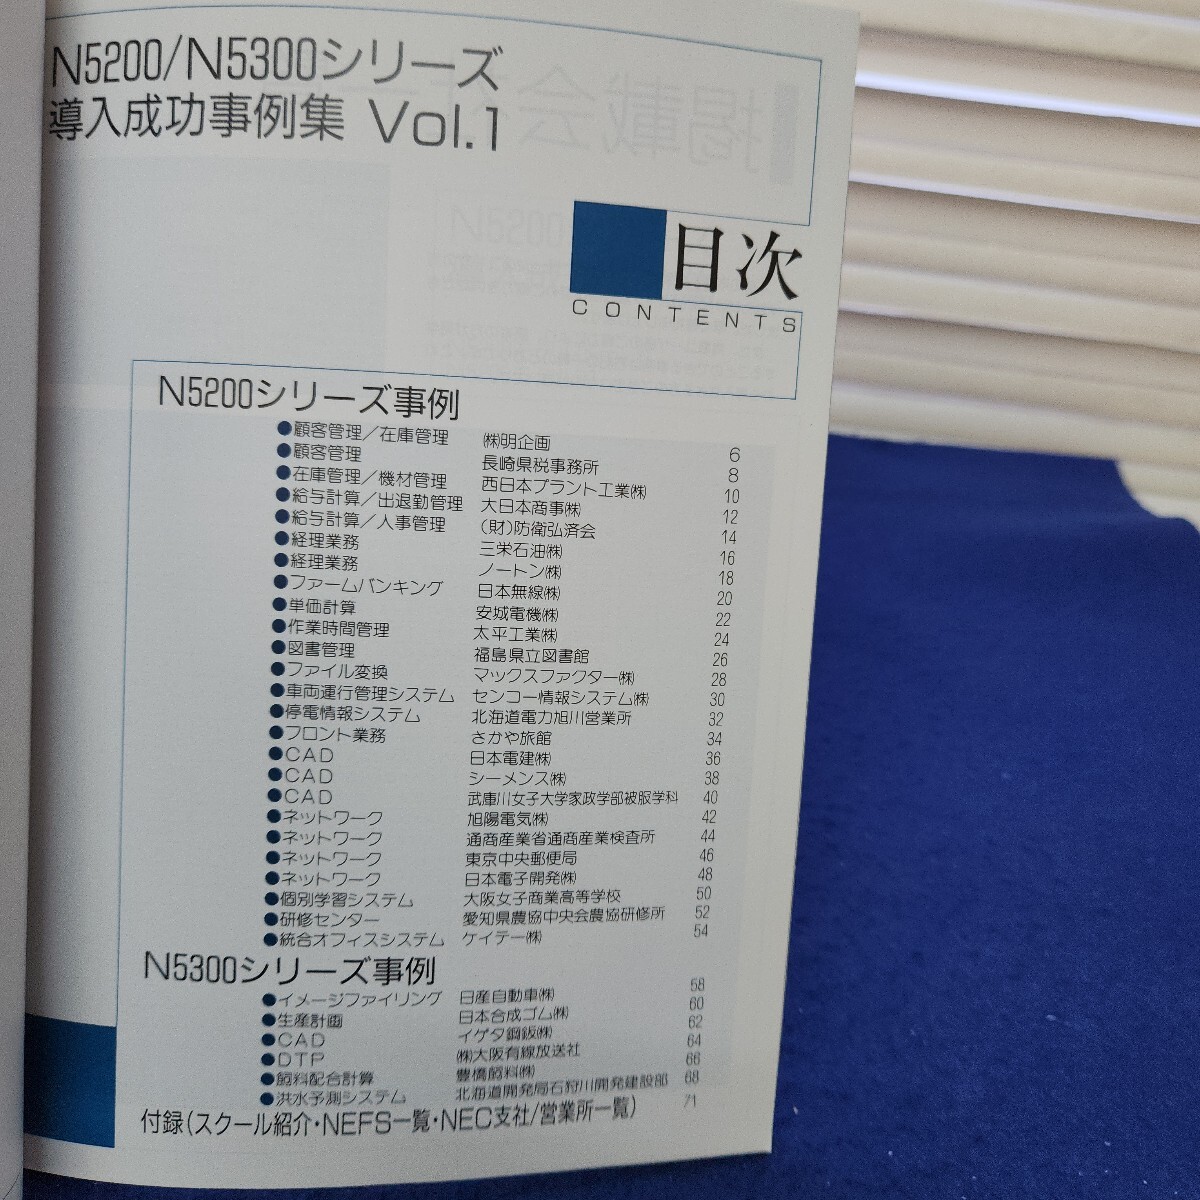 N5200/N5300シリーズ
導入成功事例集 Vol.1
目次
CONTENTS
N5200シリーズ事例
●顧客管理／在庫管理 ㈱明企画 6
●顧客管理 長崎県税事務所 8
●在庫管理／機材管理 西日本プラント工業㈱ 10
●給与計算／出退勤管理 大日本商事㈱ 12
●給与計算／人事管理 (財)防衛弘済会 14
●経理業務 三栄石油㈱ 16
●経理業務 ノートン㈱ 18
●ファームバンキング 日本無線㈱ 20
●単価計算 安城電機㈱ 22
●作業時間管理 太平工業㈱ 24
●図書管理 福島県立図書館 26
●ファイル変換 マックスファクター㈱ 28
●車両運行管理システム センコー情報システム㈱ 30
●停電情報システム 北海道電力旭川営業所 32
●フロント業務 さかや旅館 34
●CAD 日本電建㈱ 36
●CAD シーメンス㈱ 38
●CAD 武庫川女子大学家政学部被服学科 40
●ネットワーク 旭陽電気㈱ 42
●ネットワーク 通商産業省通商産業検査所 44
●ネットワーク 東京中央郵便局 46
●ネットワーク 日本電子開発㈱ 48
●個別学習システム 大阪女子商業高等学校 50
●研修センター 愛知県農協中央会農協研修所 52
●統合オフィスシステム ケイテー㈱ 54
N5300シリーズ事例
●イメージファイリング 日産自動車㈱ 58
●生産計画 日本合成ゴム㈱ 60
●CAD イゲタ鋼鈑㈱ 62
●DTP ㈱大阪有線放送社 64
●飼料配合計算 豊橋飼料㈱ 66
●洪水予測システム 北海道開発局石狩川開発建設部 68
付録(スクール紹介・NEFS一覧・NEC支社/営業所一覧) 71